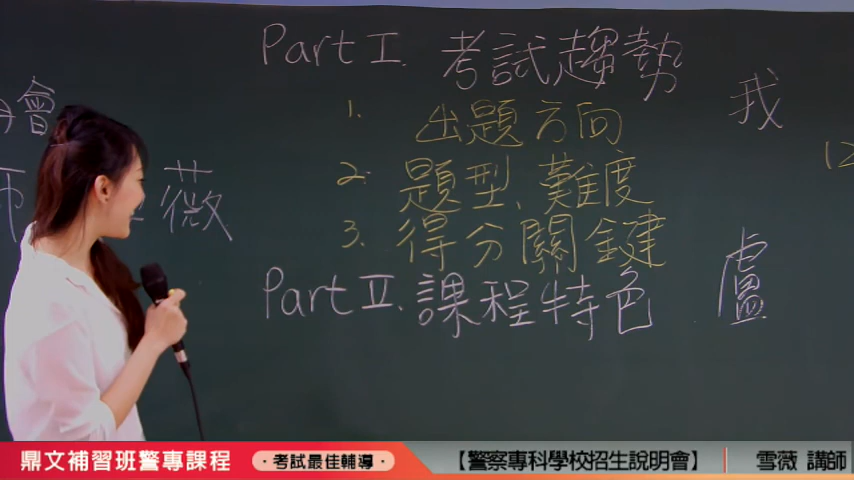 Part I. 考試趨勢
1. 出題方向
2. 題型、難度
3. 得分關鍵
Part II. 課程特色
會
薇
我
盧
12
鼎文補習班警專課程
·考試最佳輔導·
【警察專科學校招生說明會】
雪薇 講師